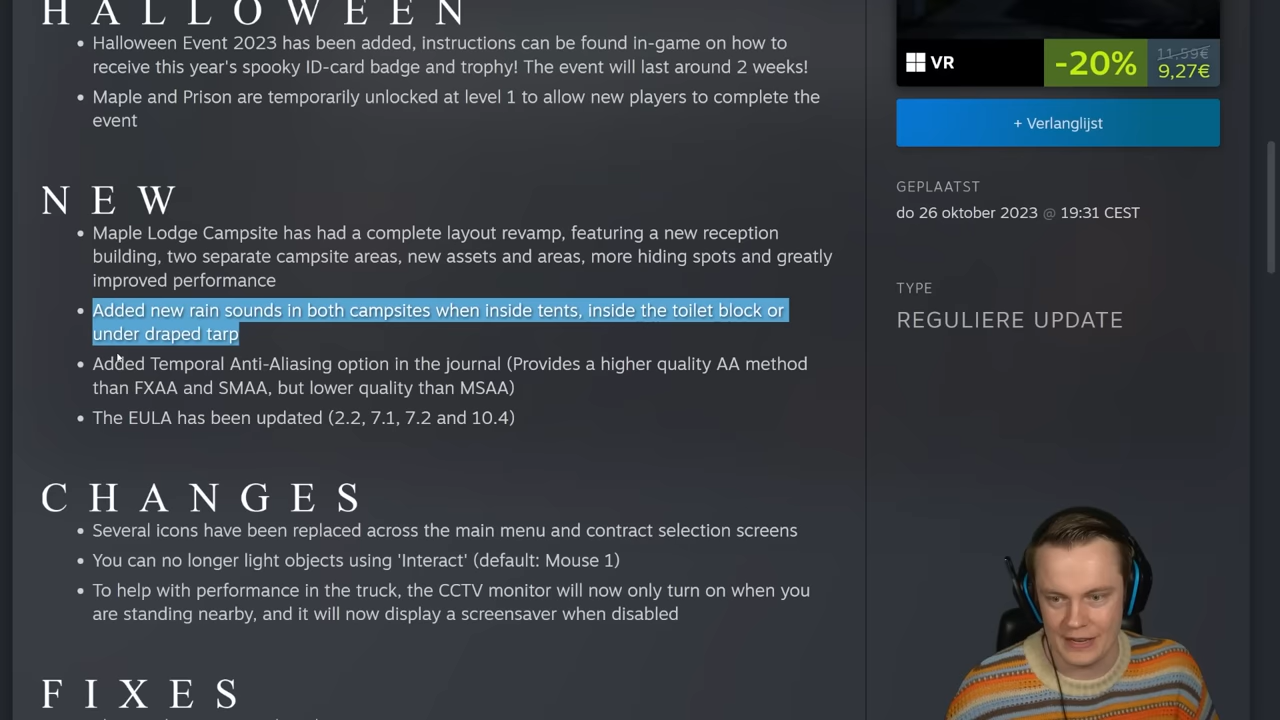 HALLOWEEN
• Halloween Event 2023 has been added, instructions can be found in-game on how to
receive this year's spooky ID-card badge and trophy! The event will last around 2 weeks!
• Maple and Prison are temporarily unlocked at level 1 to allow new players to complete the
event
NEW
• Maple Lodge Campsite has had a complete layout revamp, featuring a new reception
building, two separate campsite areas, new assets and areas, more hiding spots and greatly
improved performance
• Added new rain sounds in both campsites when inside tents, inside the toilet block or
under draped tarp
• Added Temporal Anti-Aliasing option in the journal (Provides a higher quality AA method
than FXAA and SMAA, but lower quality than MSAA)
• The EULA has been updated (2.2, 7.1, 7.2 and 10.4)
CHANGES
• Several icons have been replaced across the main menu and contract selection screens
• You can no longer light objects using 'Interact' (default: Mouse 1)
• To help with performance in the truck, the CCTV monitor will now only turn on when you
are standing nearby, and it will now display a screensaver when disabled
FIXES
VR
-20%
11,59€
9,27€
+ Verlanglijst
GEPLAATST
do 26 oktober 2023 @ 19:31 CEST
TYPE
REGULIERE UPDATE